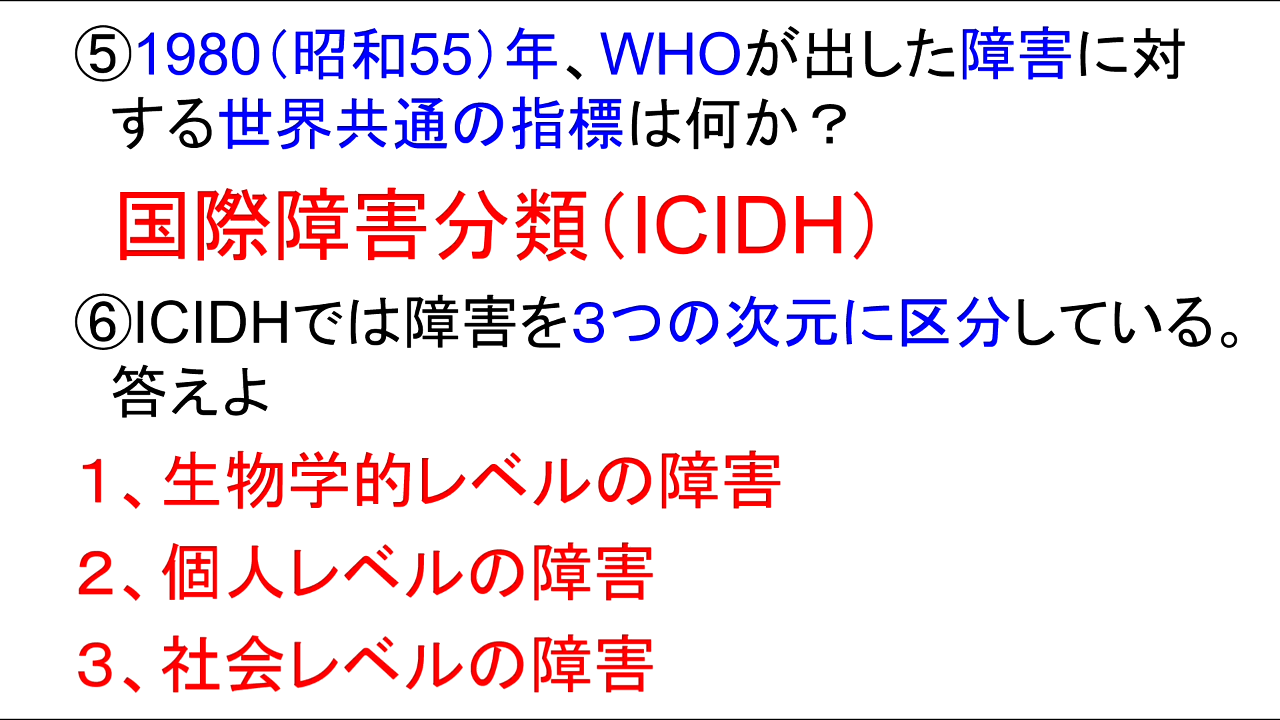 ⑤1980(昭和55)年、WHOが出した障害に対
する世界共通の指標は何か？
国際障害分類(ICIDH)
⑥ICIDHでは障害を３つの次元に区分している。
答えよ
１、生物学的レベルの障害
２、個人レベルの障害
３、社会レベルの障害